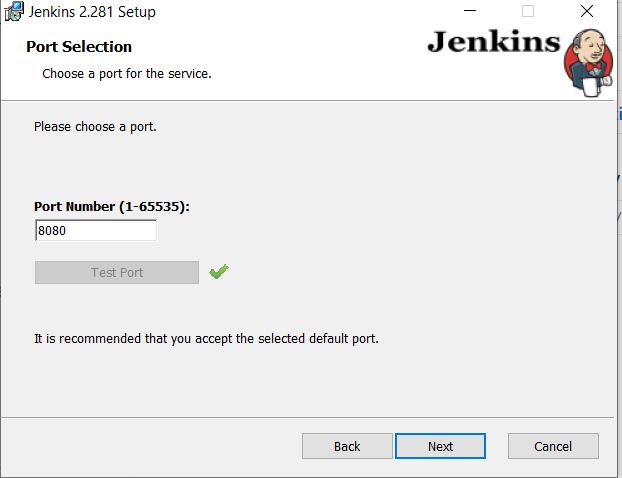 Jenkins 2.281 Setup
Port Selection
Choose a port for the service.
Jenkins
Please choose a port.
Port Number (1-65535):
8080
Test Port
It is recommended that you accept the selected default port.
Back
Next
Cancel